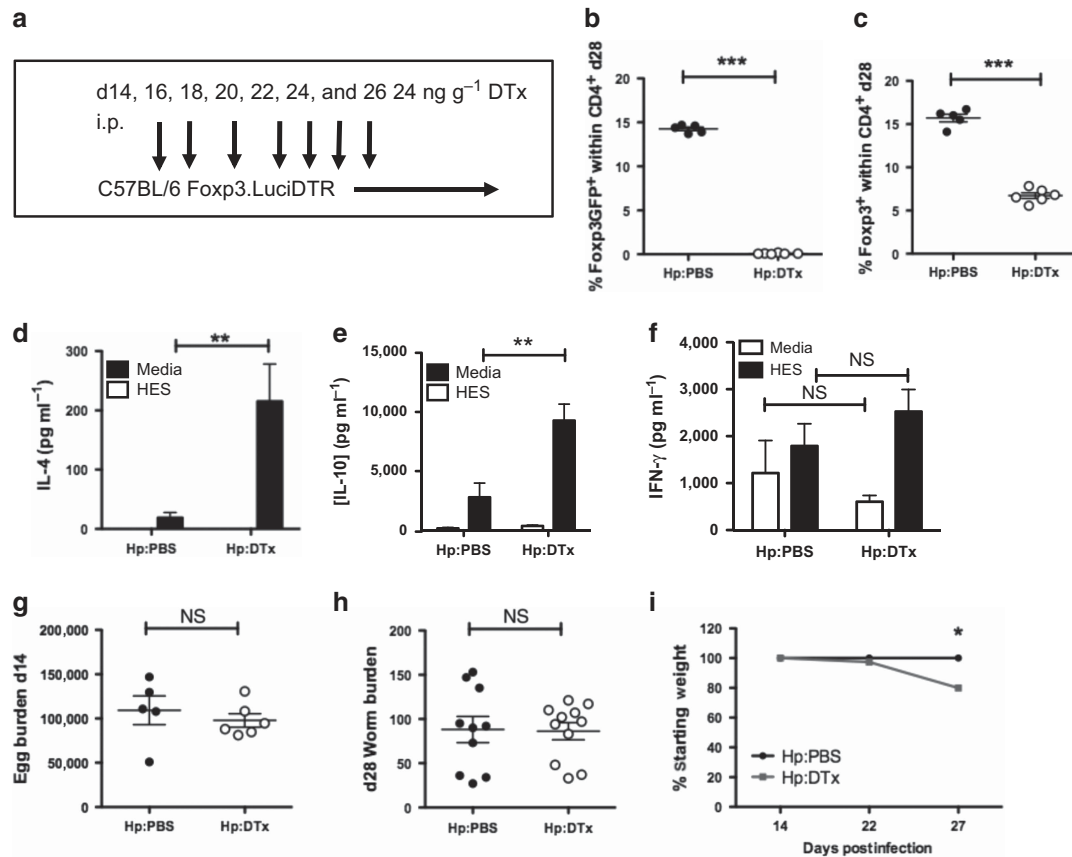 a
d14, 16, 18, 20, 22, 24, and 26 24 ng g⁻¹ DTx
i.p.
C57BL/6 Foxp3.LuciDTR
b
% Foxp3GFP⁺ within CD4⁺ d28
***
20
15
10
5
0
Hp:PBS
Hp:DTx
c
% Foxp3⁺ within CD4⁺ d28
***
20
15
10
5
0
Hp:PBS
Hp:DTx
d
IL-4 (pg ml⁻¹)
**
Media
HES
300
200
100
0
Hp:PBS
Hp:DTx
e
[IL-10] (pg ml⁻¹)
**
Media
HES
15,000
10,000
5,000
0
Hp:PBS
Hp:DTx
f
IFN-γ (pg ml⁻¹)
Media
HES
NS
NS
4,000
3,000
2,000
1,000
0
Hp:PBS
Hp:DTx
g
Egg burden d14
NS
200,000
150,000
100,000
50,000
0
Hp:PBS
Hp:DTx
h
d28 Worm burden
NS
200
150
100
50
0
Hp:PBS
Hp:DTx
i
% Starting weight
*
120
100
80
60
40
20
0
Hp:PBS
Hp:DTx
14
22
27
Days postinfection